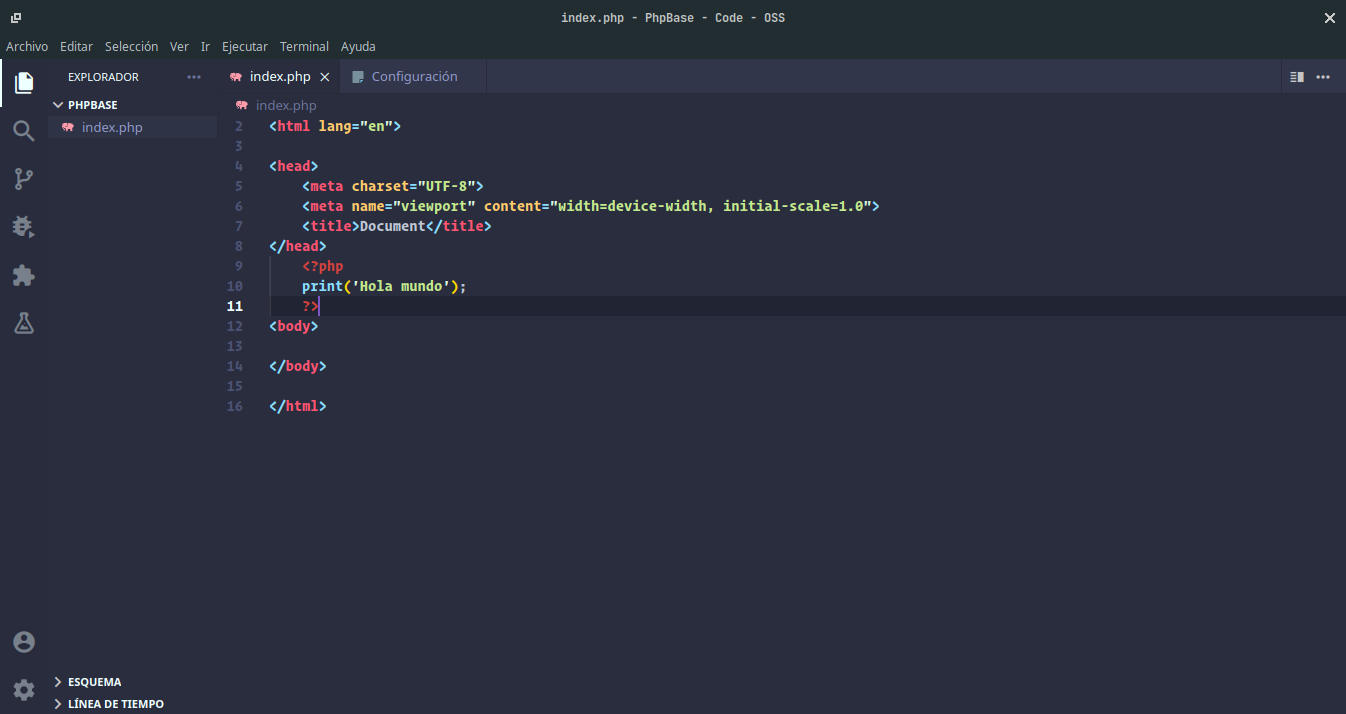 index.php - PhpBase - Code - OSS
Archivo Editar Selección Ver Ir Ejecutar Terminal Ayuda
EXPLORADOR
PHPBASE
index.php
index.php Configuración
index.php
2 <html lang="en">
3
4 <head>
5     <meta charset="UTF-8">
6     <meta name="viewport" content="width=device-width, initial-scale=1.0">
7     <title>Document</title>
8 </head>
9     <?php
10     print('Hola mundo');
11     ?>
12 <body>
13
14 </body>
15
16 </html>
ESQUEMA
LÍNEA DE TIEMPO